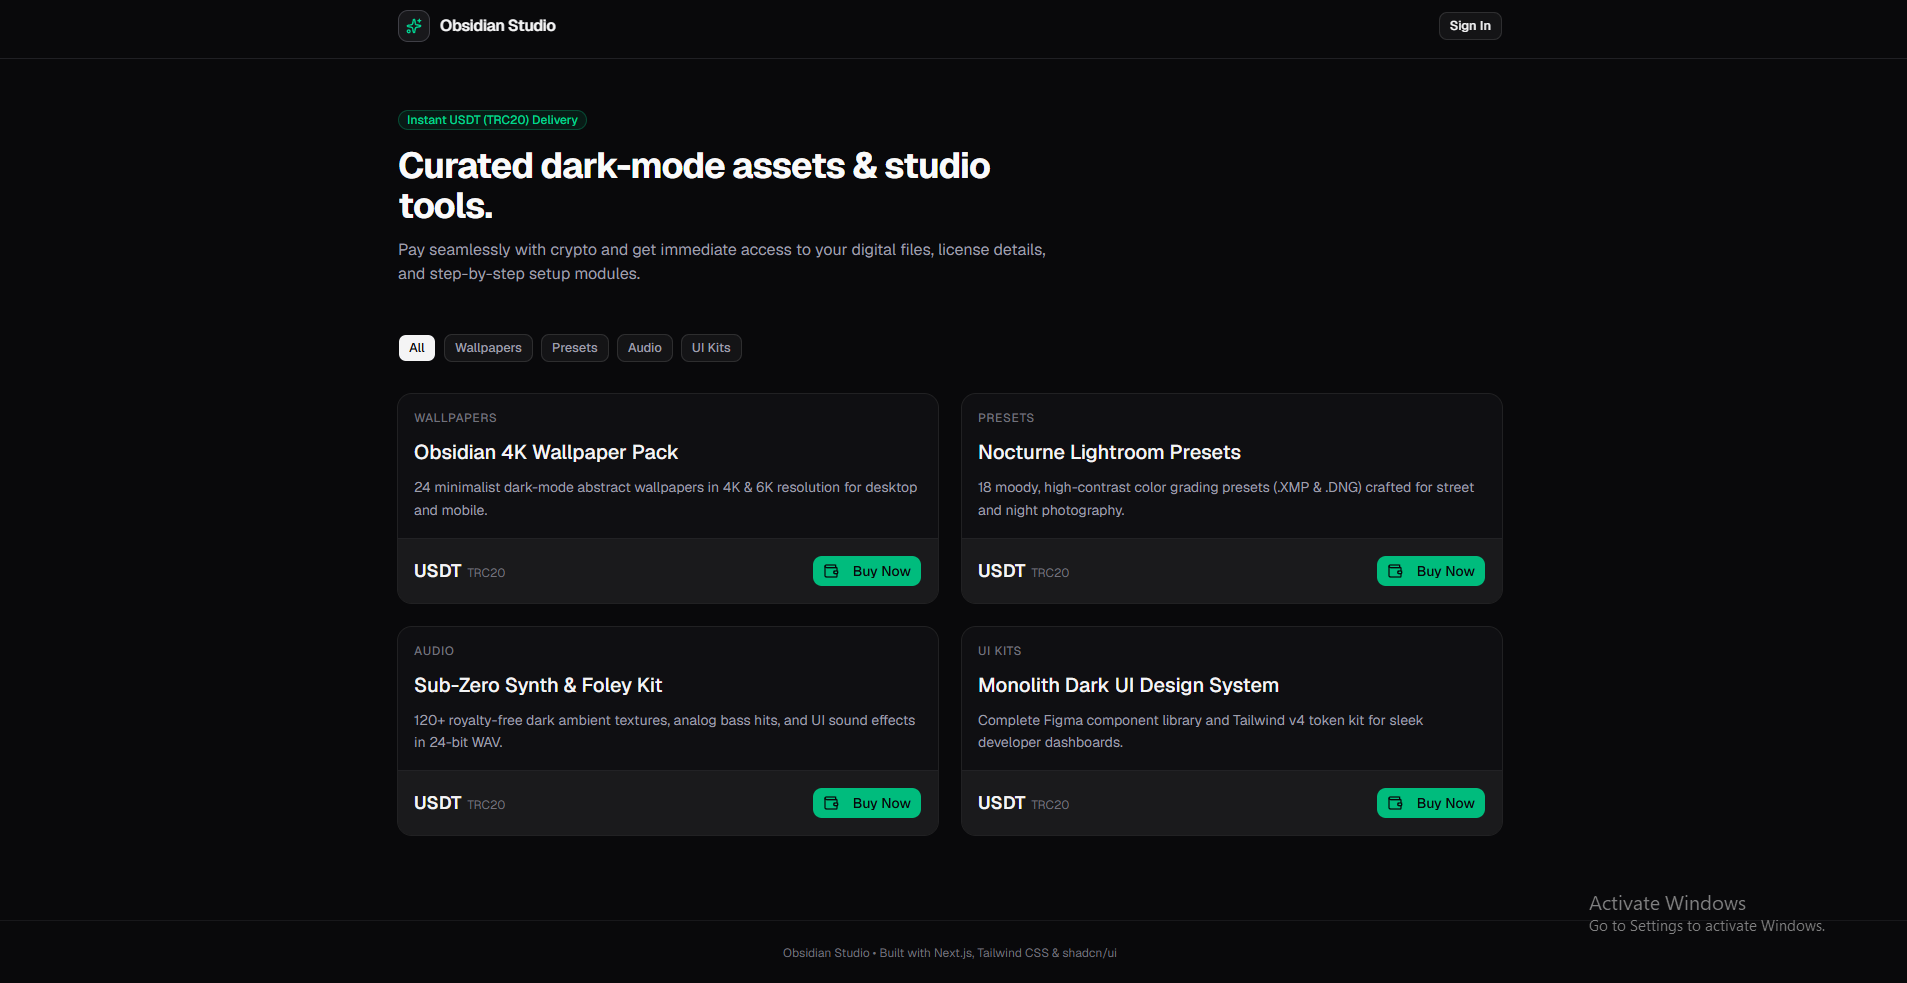 Obsidian Studio
Sign In
Instant USDT (TRC20) Delivery
Curated dark-mode assets & studio
tools.
Pay seamlessly with crypto and get immediate access to your digital files, license details,
and step-by-step setup modules.
All
Wallpapers
Presets
Audio
UI Kits
WALLPAPERS
Obsidian 4K Wallpaper Pack
24 minimalist dark-mode abstract wallpapers in 4K & 6K resolution for desktop
and mobile.
USDT TRC20
Buy Now
PRESETS
Nocturne Lightroom Presets
18 moody, high-contrast color grading presets (.XMP & .DNG) crafted for street
and night photography.
USDT TRC20
Buy Now
AUDIO
Sub-Zero Synth & Foley Kit
120+ royalty-free dark ambient textures, analog bass hits, and UI sound effects
in 24-bit WAV.
USDT TRC20
Buy Now
UI KITS
Monolith Dark UI Design System
Complete Figma component library and Tailwind v4 token kit for sleek
developer dashboards.
USDT TRC20
Buy Now
Activate Windows
Go to Settings to activate Windows.
Obsidian Studio • Built with Next.js, Tailwind CSS & shadcn/ui